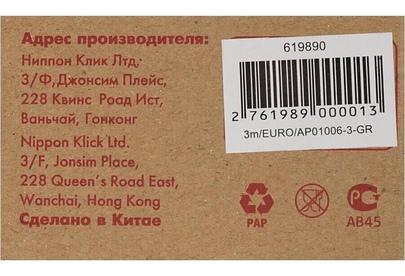 Адрес производителя:
Ниппон Клик Лтд.
3/Ф,Джонсим Плейс,
228 Квинс Роад Ист,
Ваньчай, Гонконг
Nippon Klick Ltd.
3/F, Jonsim Place,
228 Queen's Road East,
Wanchai, Hong Kong
Сделано в Китае
619890
2 761989 000013
3m/EURO/AP01006-3-GR
PAP
АВ45